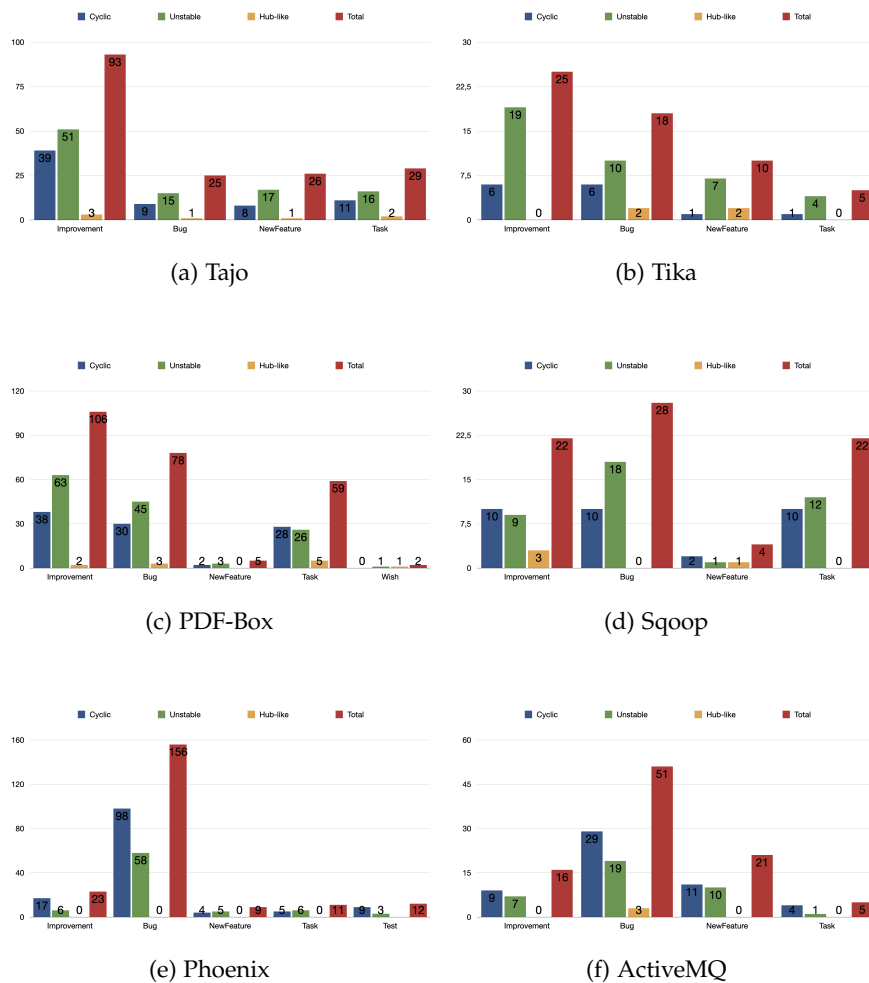 Cyclic Unstable Hub-like Total
100
75
50
25
0
39 51 3 93
9 15 1 25
8 17 1 26
11 16 2 29
Improvement Bug NewFeature Task
(a) Tajo
Cyclic Unstable Hub-like Total
30
22,5
15
7,5
0
6 19 0 25
6 10 2 18
1 7 2 10
1 4 0 5
Improvement Bug NewFeature Task
(b) Tika
Cyclic Unstable Hub-like Total
120
90
60
30
0
38 63 2 106
30 45 3 78
2 3 0 5
28 26 5 59
0 1 1 2
Improvement Bug NewFeature Task Wish
(c) PDF-Box
Cyclic Unstable Hub-like Total
30
22,5
15
7,5
0
10 9 3 22
10 18 0 28
2 1 1 4
10 12 0 22
Improvement Bug NewFeature Task
(d) Sqoop
Cyclic Unstable Hub-like Total
160
120
80
40
0
17 6 0 23
98 58 0 156
4 5 0 9
5 6 0 11
9 3 12
Improvement Bug NewFeature Task Test
(e) Phoenix
Cyclic Unstable Hub-like Total
60
45
30
15
0
9 7 0 16
29 19 3 51
11 10 0 21
4 1 0 5
Improvement Bug NewFeature Task
(f) ActiveMQ